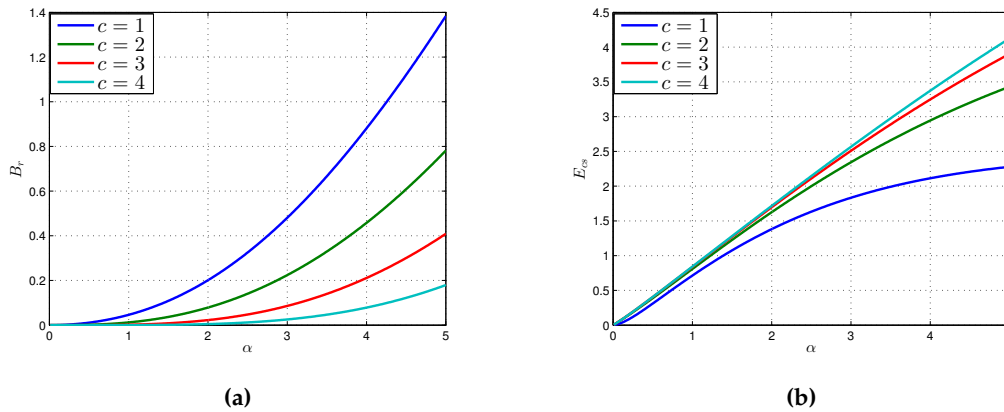 1.4
1.2
1
0.8
0.6
0.4
0.2
0
B_r
c = 1
c = 2
c = 3
c = 4
0 1 2 3 4 5
α
(a)
4.5
4
3.5
3
2.5
2
1.5
1
0.5
0
E_cs
c = 1
c = 2
c = 3
c = 4
0 1 2 3 4
α
(b)